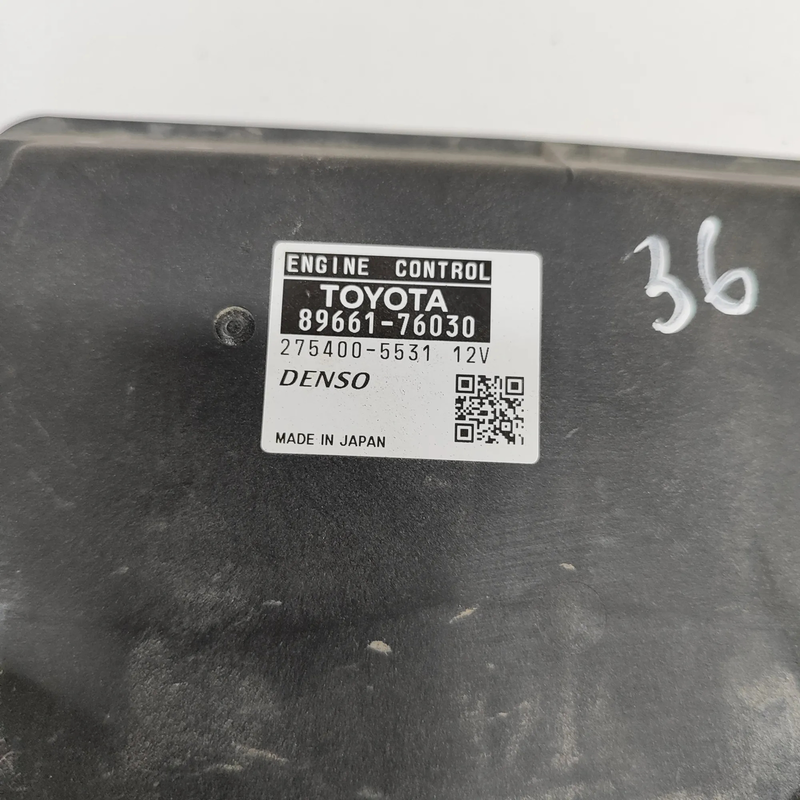 ENGINE CONTROL
TOYOTA
89661-76030
275400-5531 12V
DENSO
MADE IN JAPAN
36